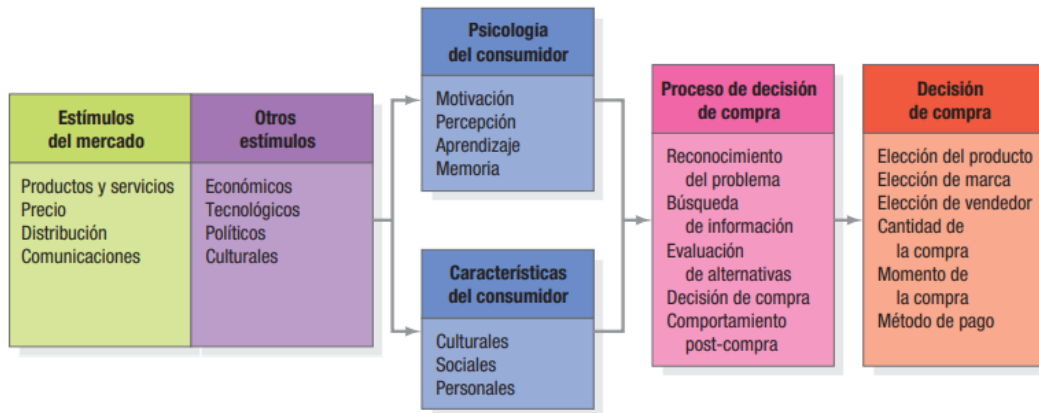 Estímulos
del mercado
Productos y servicios
Precio
Distribución
Comunicaciones
Otros
estímulos
Económicos
Tecnológicos
Políticos
Culturales
Psicologia
del consumidor
Motivación
Percepción
Aprendizaje
Memoria
Características
del consumidor
Culturales
Sociales
Personales
Proceso de decisión
de compra
Reconocimiento
del problema
Búsqueda
de información
Evaluación
de alternativas
Decisión de compra
Comportamiento
post-compra
Decisión
de compra
Elección del producto
Elección de marca
Elección de vendedor
Cantidad de
la compra
Momento de
la compra
Método de pago